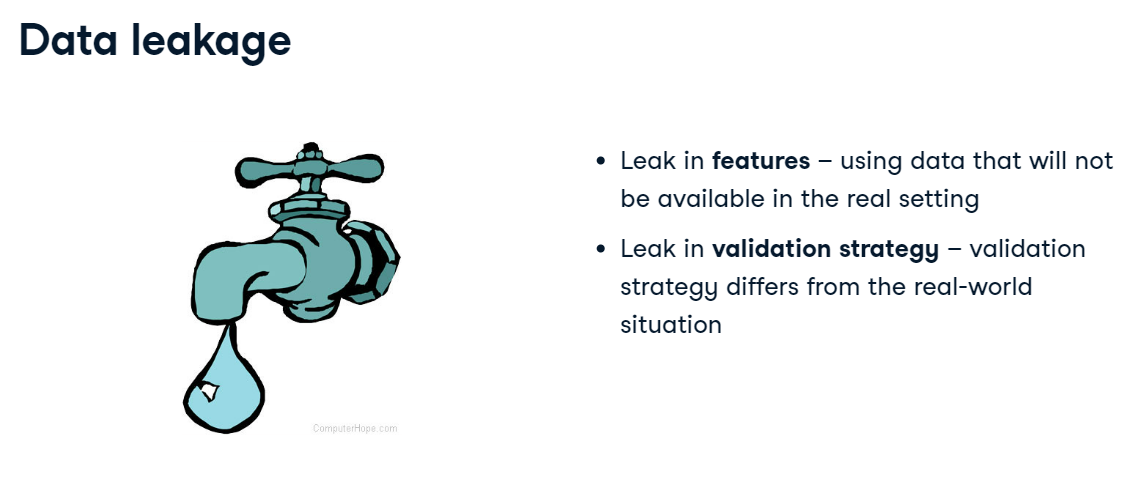 Data leakage
• Leak in features – using data that will not
be available in the real setting
• Leak in validation strategy – validation
strategy differs from the real-world
situation
ComputerHope.com